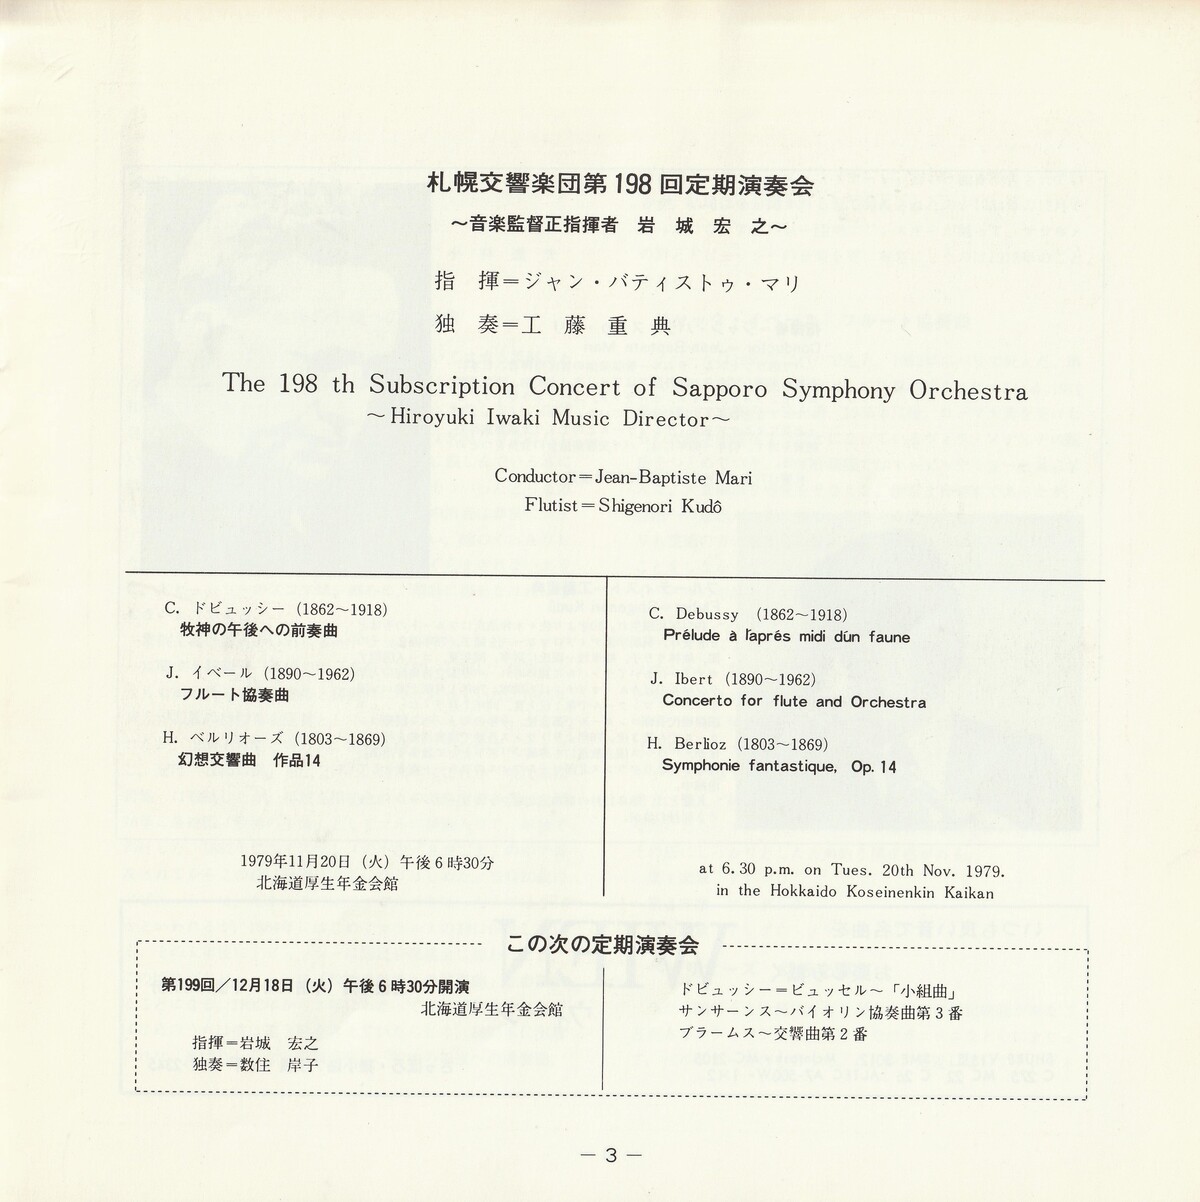 札幌交響楽団第198回定期演奏会
～音楽監督正指揮者 岩 城 宏 之～
指 揮＝ジャン・バティストゥ・マリ
独 奏＝工 藤 重 典
The 198 th Subscription Concert of Sapporo Symphony Orchestra
～Hiroyuki Iwaki Music Director～
Conductor＝Jean-Baptiste Mari
Flutist＝Shigenori Kudô
C. ドビュッシー (1862～1918)
牧神の午後への前奏曲
J. イベール (1890～1962)
フルート協奏曲
H. ベルリオーズ (1803～1869)
幻想交響曲 作品14
1979年11月20日（火）午後6時30分
北海道厚生年金会館
C. Debussy (1862～1918)
Prélude à l'aprés midi dùn faune
J. Ibert (1890～1962)
Concerto for flute and Orchestra
H. Berlioz (1803～1869)
Symphonie fantastique, Op. 14
at 6.30 p.m. on Tues. 20th Nov. 1979.
in the Hokkaido Koseinenkin Kaikan
この次の定期演奏会
第199回／12月18日（火）午後6時30分開演
北海道厚生年金会館
指揮＝岩城 宏之
独奏＝数住 岸子
ドビュッシー＝ビュッセル～「小組曲」
サンサーンス～バイオリン協奏曲第3番
ブラームス～交響曲第2番
— 3 —